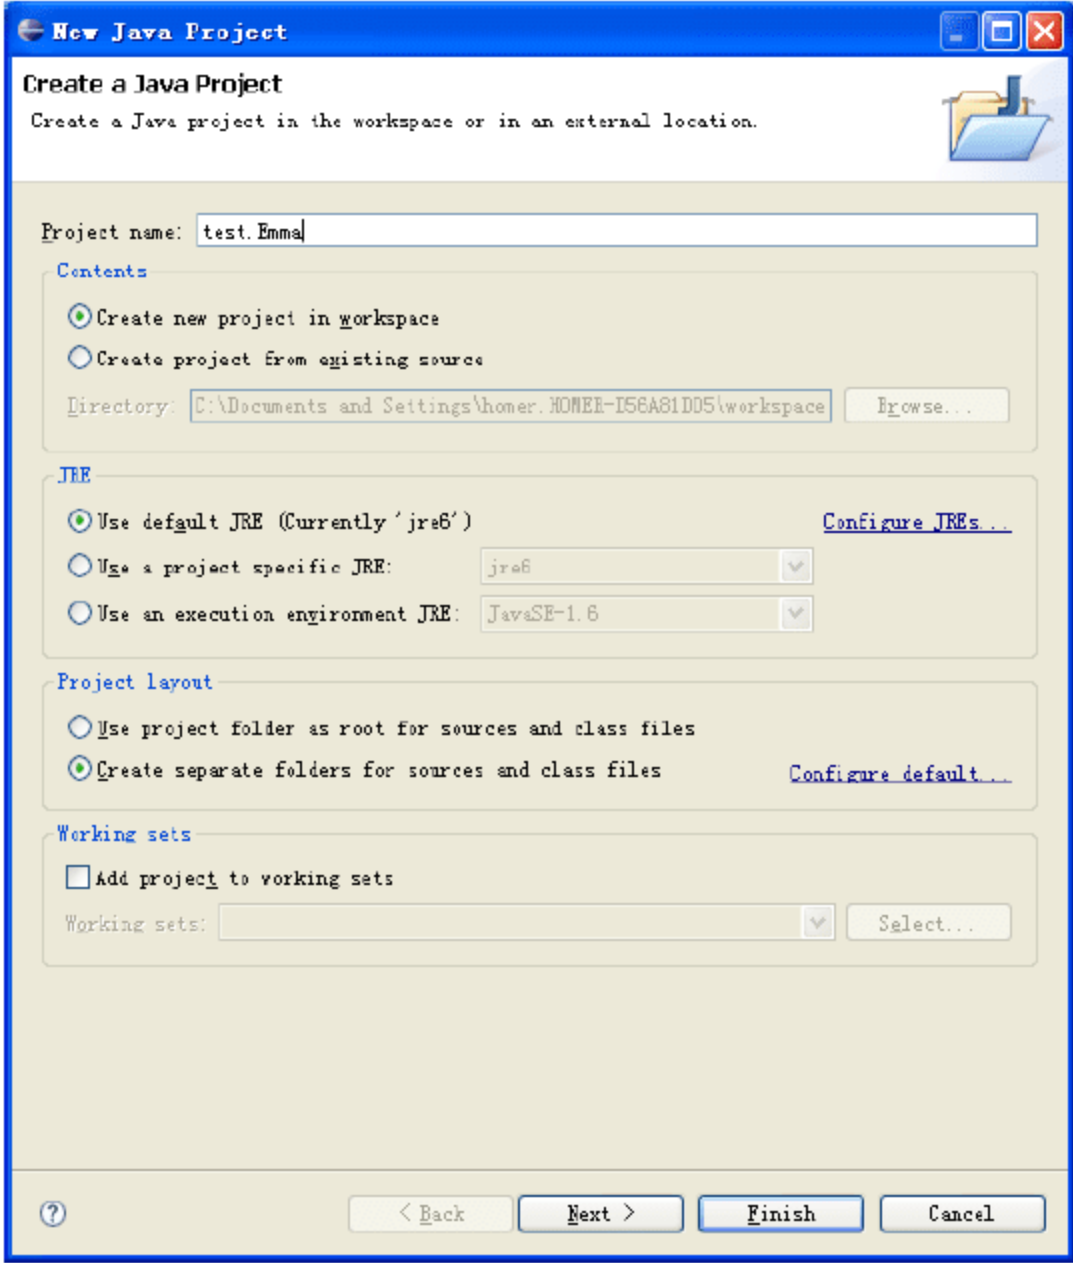 New Java Project
Create a Java Project
Create a Java project in the workspace or in an external location.
Project name: test.Emma
Contents
Create new project in workspace
Create project from existing source
Directory: C:\Documents and Settings\homer.HOMER-D56A81DD5\workspace Browse...
JRE
Use default JRE (Currently 'jre6') Configure JREs...
Use a project specific JRE: jre6
Use an execution environment JRE: JavaSE-1.6
Project layout
Use project folder as root for sources and class files
Create separate folders for sources and class files Configure default...
Working sets
Add project to working sets
Working sets: Select...
? < Back Next > Finish Cancel